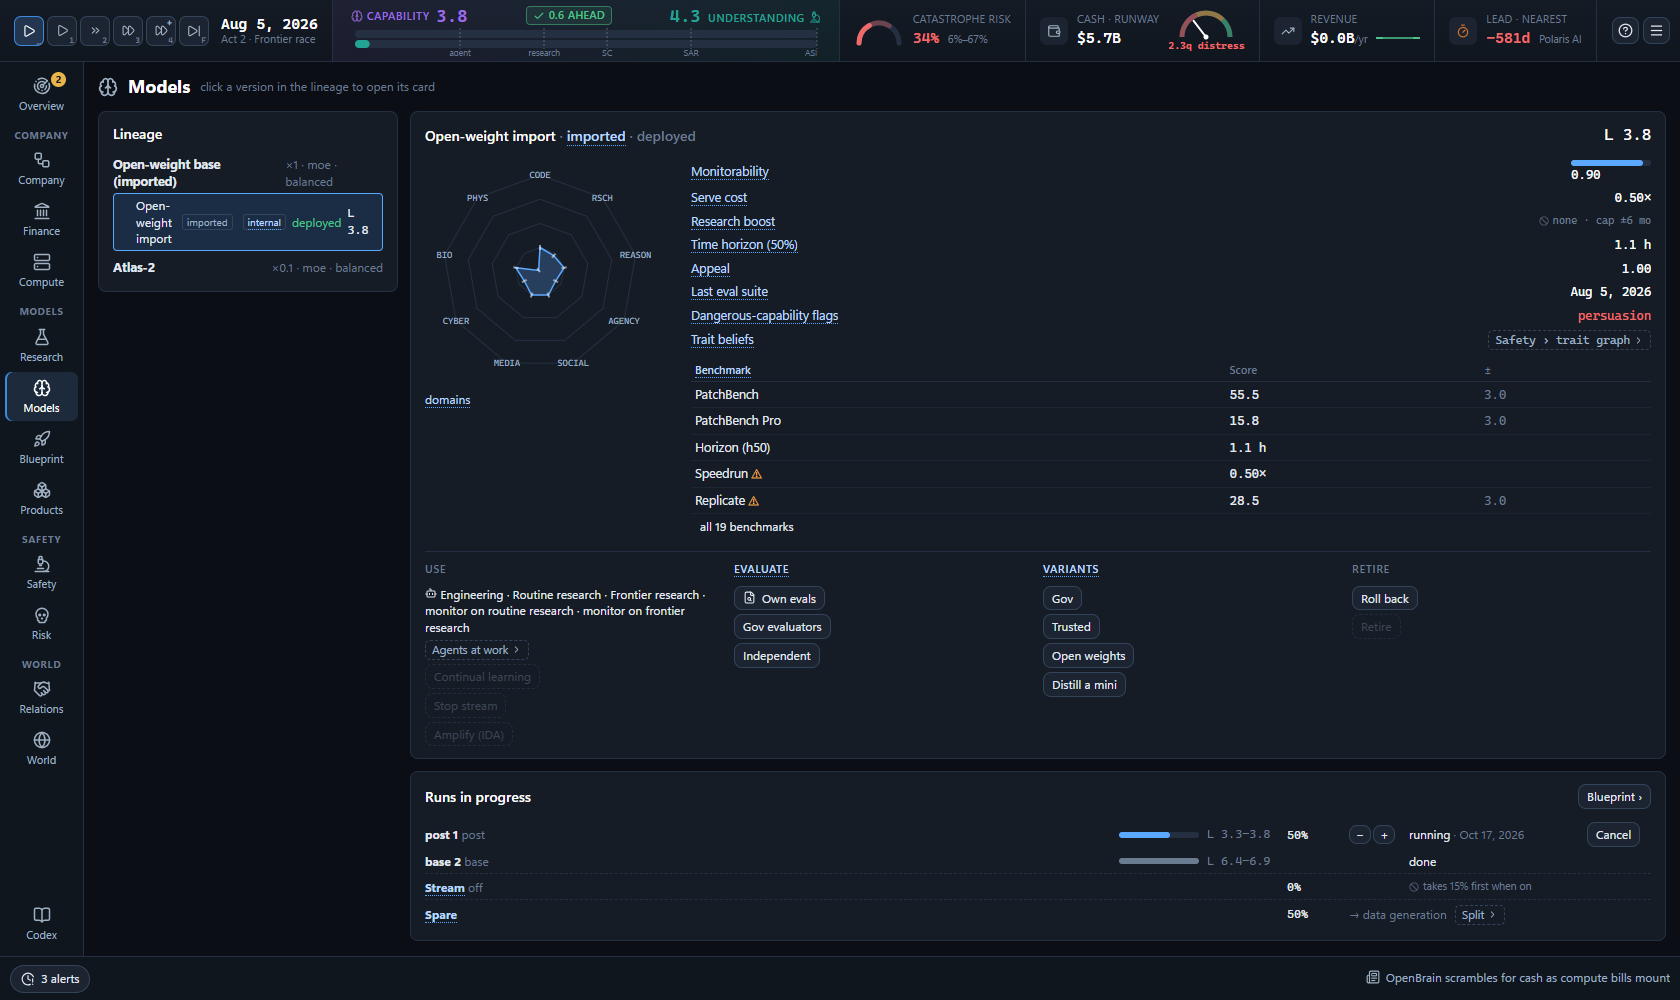 1
2
3
4
F
Aug 5, 2026
Act 2 · Frontier race
CAPABILITY 3.8
0.6 AHEAD
4.3 UNDERSTANDING
agent
research
SC
SAR
ASI
CATASTROPHE RISK
34% 6%–67%
CASH · RUNWAY
$5.7B
2.3q distress
REVENUE
$0.0B/yr
LEAD · NEAREST
−581d Polaris AI
2
Overview
COMPANY
Company
Finance
Compute
MODELS
Research
Models
Blueprint
Products
SAFETY
Safety
Risk
WORLD
Relations
World
Codex
Models click a version in the lineage to open its card
Lineage
Open-weight base (imported)
×1 · moe · balanced
Open-weight import
imported
internal
deployed
L 3.8
Atlas-2
×0.1 · moe · balanced
Open-weight import · imported · deployed
L 3.8
CODE
RSCH
REASON
AGENCY
SOCIAL
MEDIA
CYBER
BIO
PHYS
domains
Monitorability
0.90
Serve cost
0.50×
Research boost
none · cap ±6 mo
Time horizon (50%)
1.1 h
Appeal
1.00
Last eval suite
Aug 5, 2026
Dangerous-capability flags
persuasion
Trait beliefs
Safety › trait graph ›
Benchmark Score ±
PatchBench 55.5 3.0
PatchBench Pro 15.8 3.0
Horizon (h50) 1.1 h
Speedrun ⚠ 0.50×
Replicate ⚠ 28.5 3.0
all 19 benchmarks
USE
Engineering · Routine research · Frontier research ·
monitor on routine research · monitor on frontier
research
Agents at work ›
Continual learning
Stop stream
Amplify (IDA)
EVALUATE
Own evals
Gov evaluators
Independent
VARIANTS
Gov
Trusted
Open weights
Distill a mini
RETIRE
Roll back
Retire
Runs in progress
Blueprint ›
post 1 post L 3.3–3.8 50% − + running · Oct 17, 2026 Cancel
base 2 base L 6.4–6.9 done
Stream off 0% takes 15% first when on
Spare 50% → data generation Split ›
3 alerts
OpenBrain scrambles for cash as compute bills mount